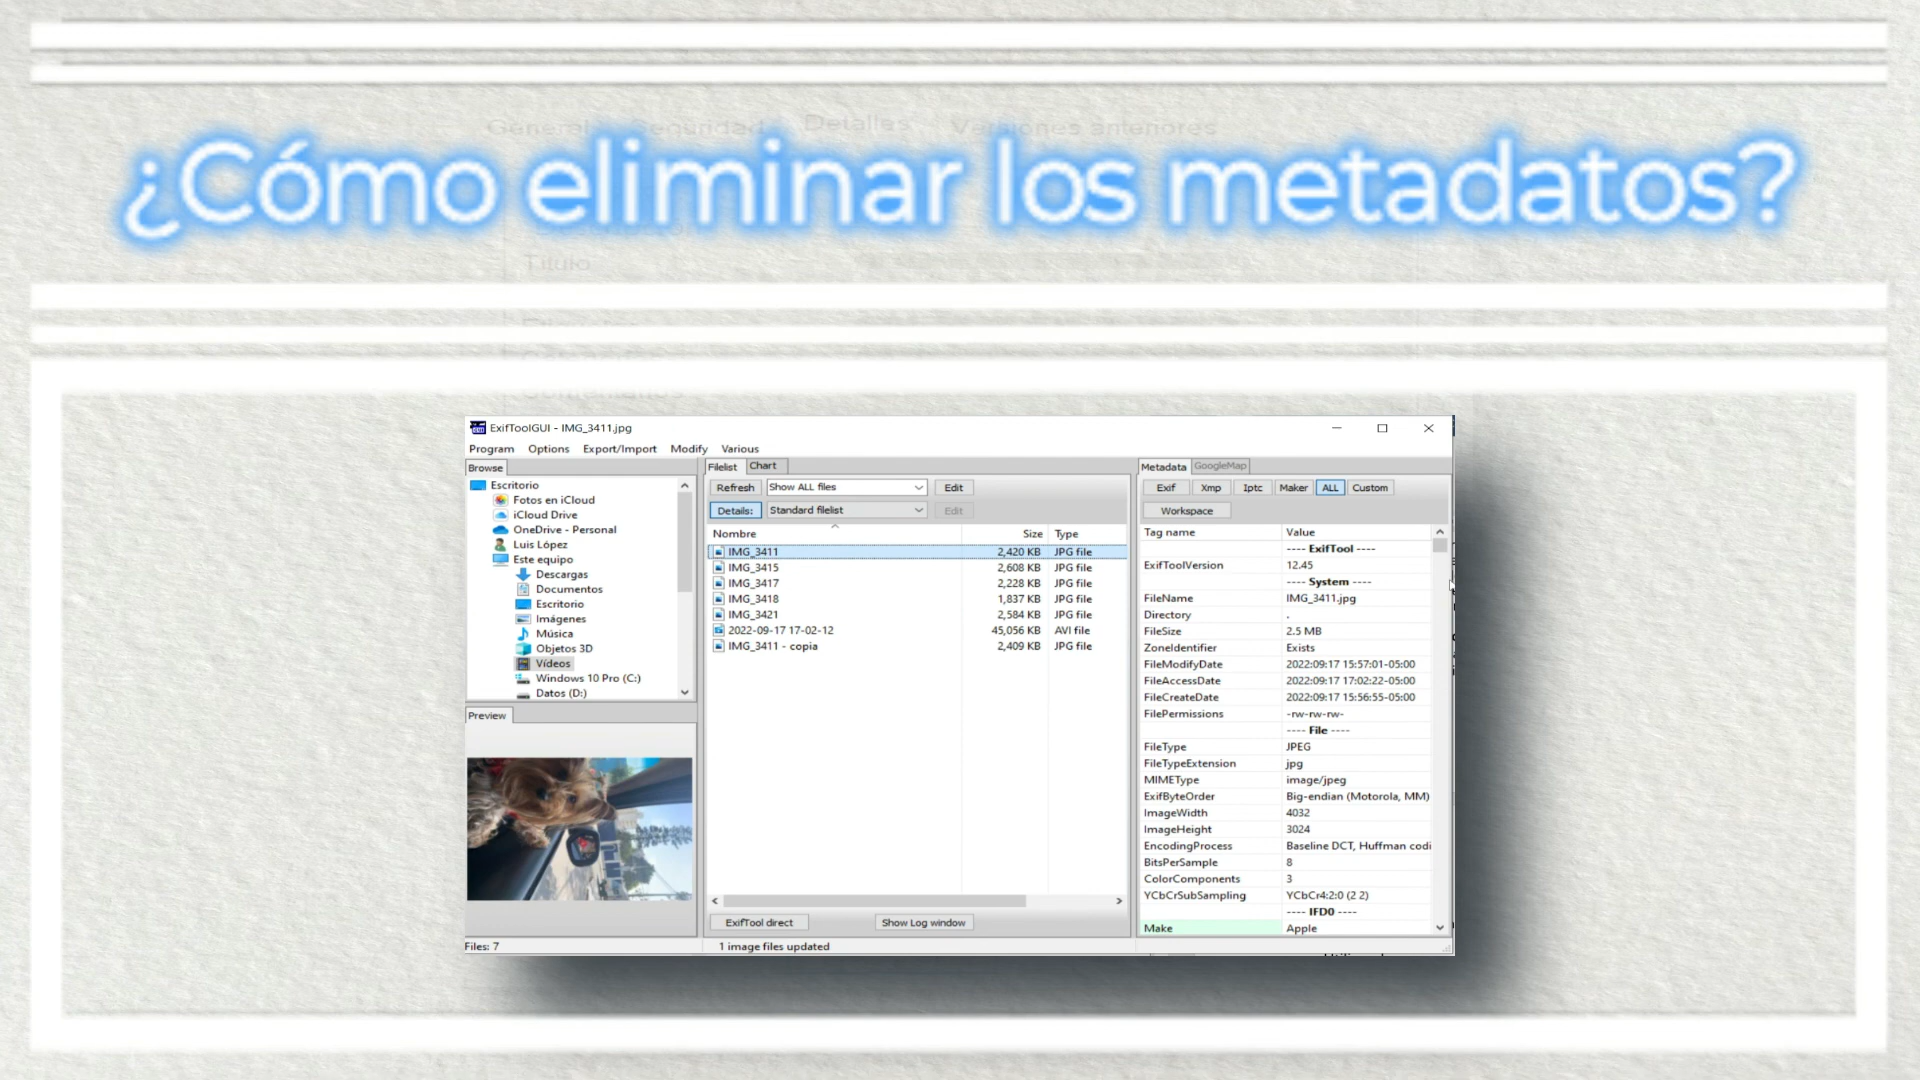 General Seguridad Detalles Versiones anteriores
¿Cómo eliminar los metadatos?
Título
ExifToolGUI - IMG_3411.jpg
Program Options Export/Import Modify Various
Browse
Escritorio
Fotos en iCloud
iCloud Drive
OneDrive - Personal
Luis López
Este equipo
Descargas
Documentos
Escritorio
Imágenes
Música
Objetos 3D
Vídeos
Windows 10 Pro (C:)
Datos (D:)
Preview
Files: 7
Filelist Chart
Refresh Show ALL files Edit
Details: Standard filelist Edit
Nombre Size Type
IMG_3411 2,420 KB JPG file
IMG_3415 2,608 KB JPG file
IMG_3417 2,228 KB JPG file
IMG_3418 1,837 KB JPG file
IMG_3421 2,584 KB JPG file
2022-09-17 17-02-12 45,056 KB AVI file
IMG_3411 - copia 2,409 KB JPG file
ExifTool direct Show Log window
1 image files updated
Metadata GoogleMap
Exif Xmp Iptc Maker ALL Custom
Workspace
Tag name Value
---- ExifTool ----
ExifToolVersion 12.45
---- System ----
FileName IMG_3411.jpg
Directory .
FileSize 2.5 MB
ZoneIdentifier Exists
FileModifyDate 2022:09:17 15:57:01-05:00
FileAccessDate 2022:09:17 17:02:22-05:00
FileCreateDate 2022:09:17 15:56:55-05:00
FilePermissions -rw-rw-rw-
---- File ----
FileType JPEG
FileTypeExtension jpg
MIMEType image/jpeg
ExifByteOrder Big-endian (Motorola, MM)
ImageWidth 4032
ImageHeight 3024
EncodingProcess Baseline DCT, Huffman codi
BitsPerSample 8
ColorComponents 3
YCbCrSubSampling YCbCr4:2:0 (2 2)
---- IFD0 ----
Make Apple